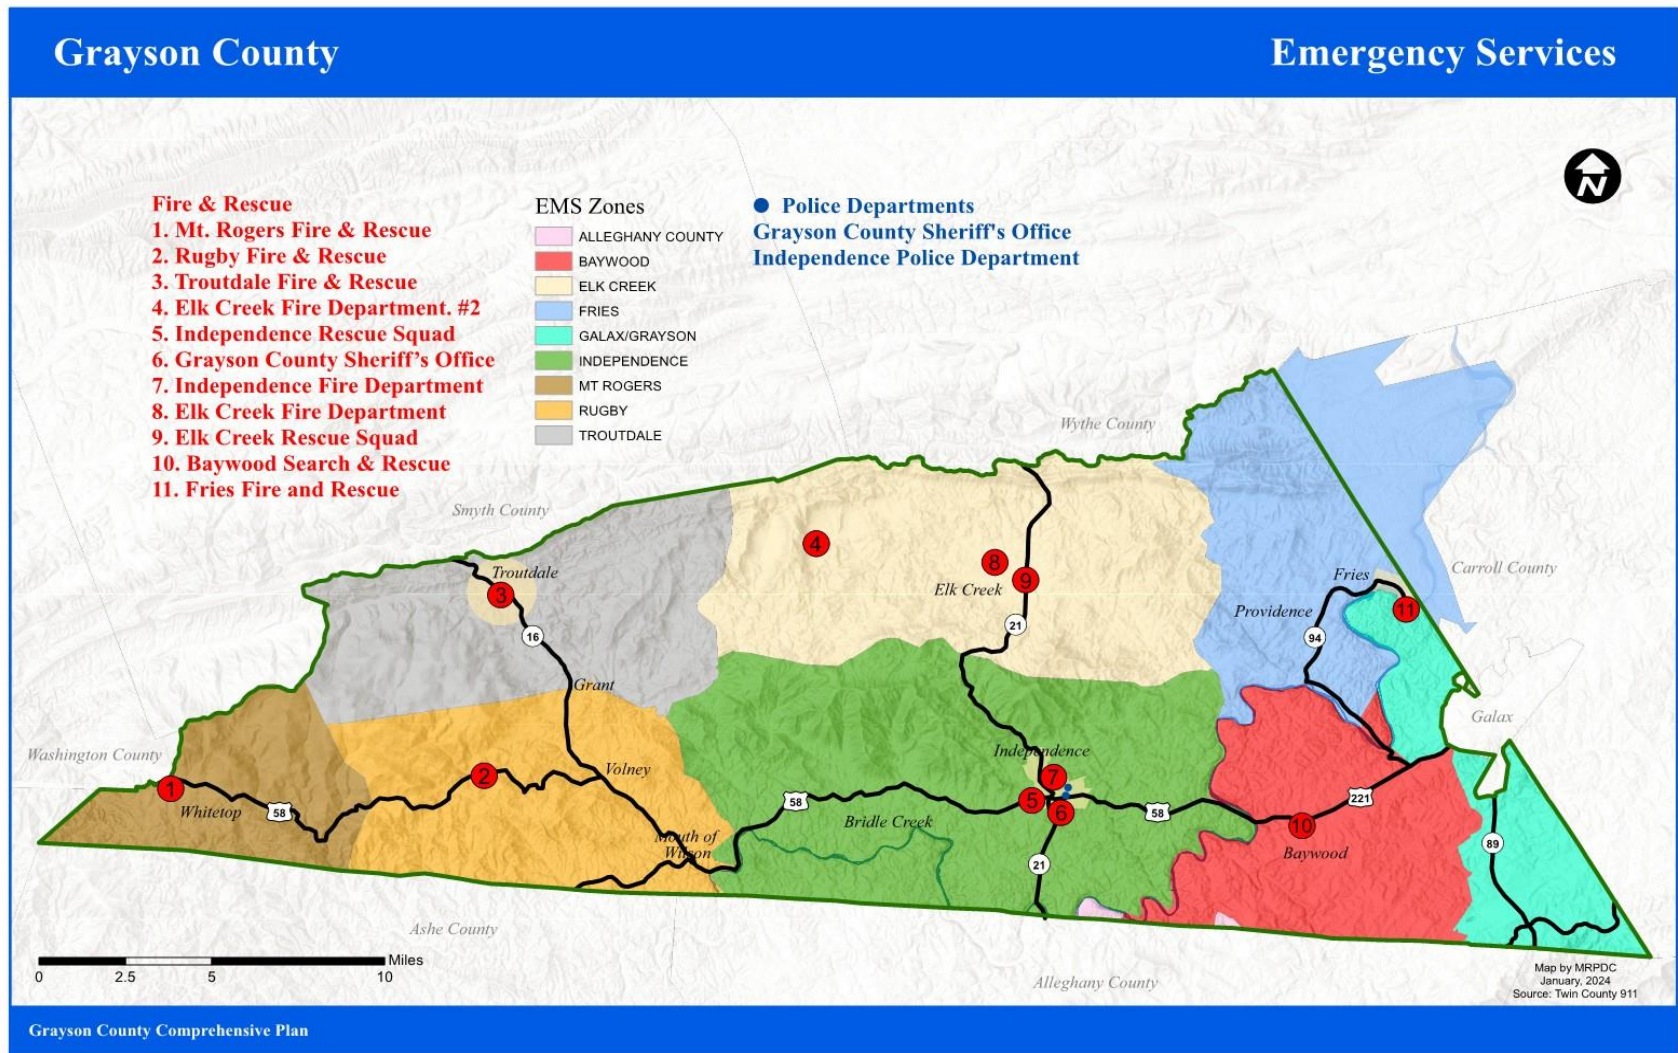 Grayson County
Emergency Services
Fire & Rescue
1. Mt. Rogers Fire & Rescue
2. Rugby Fire & Rescue
3. Troutdale Fire & Rescue
4. Elk Creek Fire Department. #2
5. Independence Rescue Squad
6. Grayson County Sheriff's Office
7. Independence Fire Department
8. Elk Creek Fire Department
9. Elk Creek Rescue Squad
10. Baywood Search & Rescue
11. Fries Fire and Rescue
EMS Zones
ALLEGHANY COUNTY
BAYWOOD
ELK CREEK
FRIES
GALAX/GRAYSON
INDEPENDENCE
MT ROGERS
RUGBY
TROUTDALE
Police Departments
Grayson County Sheriff's Office
Independence Police Department
N
Wythe County
Smyth County
Carroll County
Washington County
Galax
Ashe County
Alleghany County
Troutdale
3
16
Grant
4
8
9
Elk Creek
21
Fries
11
Providence
94
1
Whitetop
58
2
Volney
Mouth of
Wilson
58
Bridle Creek
Independence
7
5
6
58
21
221
10
Baywood
89
Miles
0
2.5
5
10
Map by MRPDC
January, 2024
Source: Twin County 911
Grayson County Comprehensive Plan